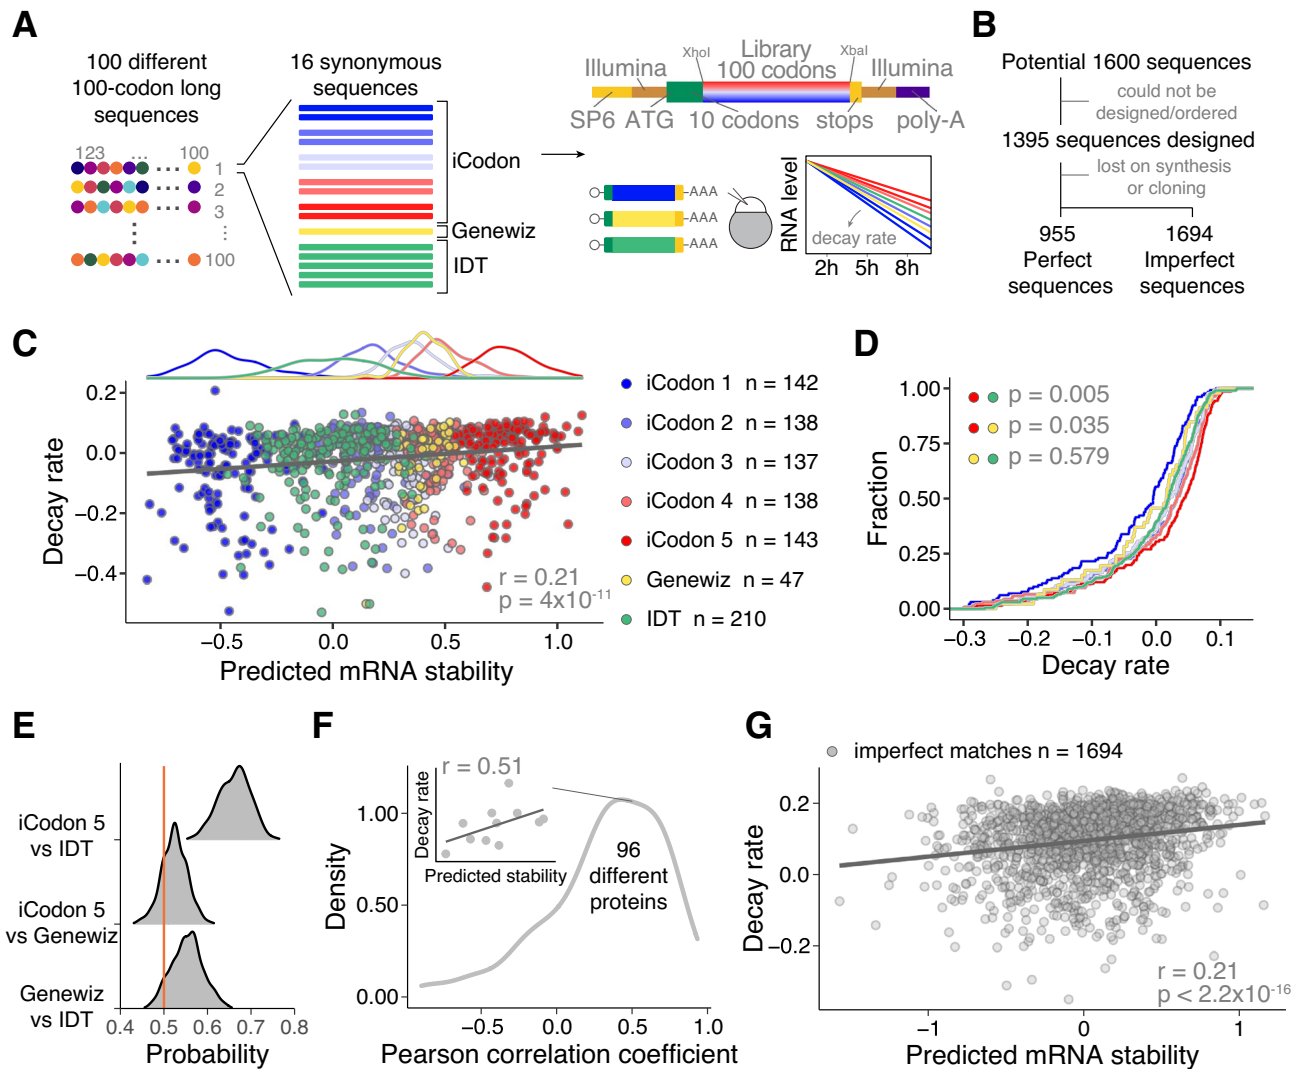 A
100 different
100-codon long
sequences
123 ... 100
1
2
3
100
16 synonymous
sequences
iCodon
Genewiz
IDT
XhoI
Library
100 codons
XbaI
Illumina
Illumina
SP6
ATG
10 codons
stops
poly-A
AAA
AAA
AAA
RNA level
decay rate
2h
5h
8h
B
Potential 1600 sequences
could not be
designed/ordered
1395 sequences designed
lost on synthesis
or cloning
955
Perfect
sequences
1694
Imperfect
sequences
C
Decay rate
0.2
0.0
−0.2
−0.4
r = 0.21
p = 4x10-11
−0.5
0.0
0.5
1.0
Predicted mRNA stability
iCodon 1 n = 142
iCodon 2 n = 138
iCodon 3 n = 137
iCodon 4 n = 138
iCodon 5 n = 143
Genewiz n = 47
IDT n = 210
D
Fraction
1.00
0.75
0.50
0.25
0.00
p = 0.005
p = 0.035
p = 0.579
−0.3
−0.2
−0.1
0.0
0.1
Decay rate
E
iCodon 5
vs IDT
iCodon 5
vs Genewiz
Genewiz
vs IDT
0.4
0.5
0.6
0.7
0.8
Probability
F
Density
1.00
0.50
0.00
r = 0.51
Decay rate
Predicted stability
96
different
proteins
−0.5
0.0
0.5
1.0
Pearson correlation coefficient
G
imperfect matches n = 1694
Decay rate
0.2
0.0
−0.2
r = 0.21
p < 2.2x10-16
−1
0
1
Predicted mRNA stability